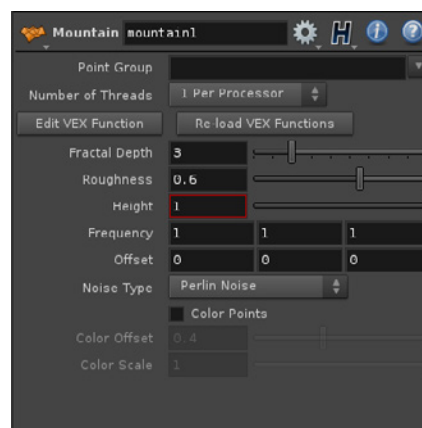 Mountain mountain1
Point Group
Number of Threads 1 Per Processor
Edit VEX Function Re-load VEX Functions
Fractal Depth 3
Roughness 0.6
Height 1
Frequency 1 1 1
Offset 0 0 0
Noise Type Perlin Noise
Color Points
Color Offset 0.4
Color Scale 1